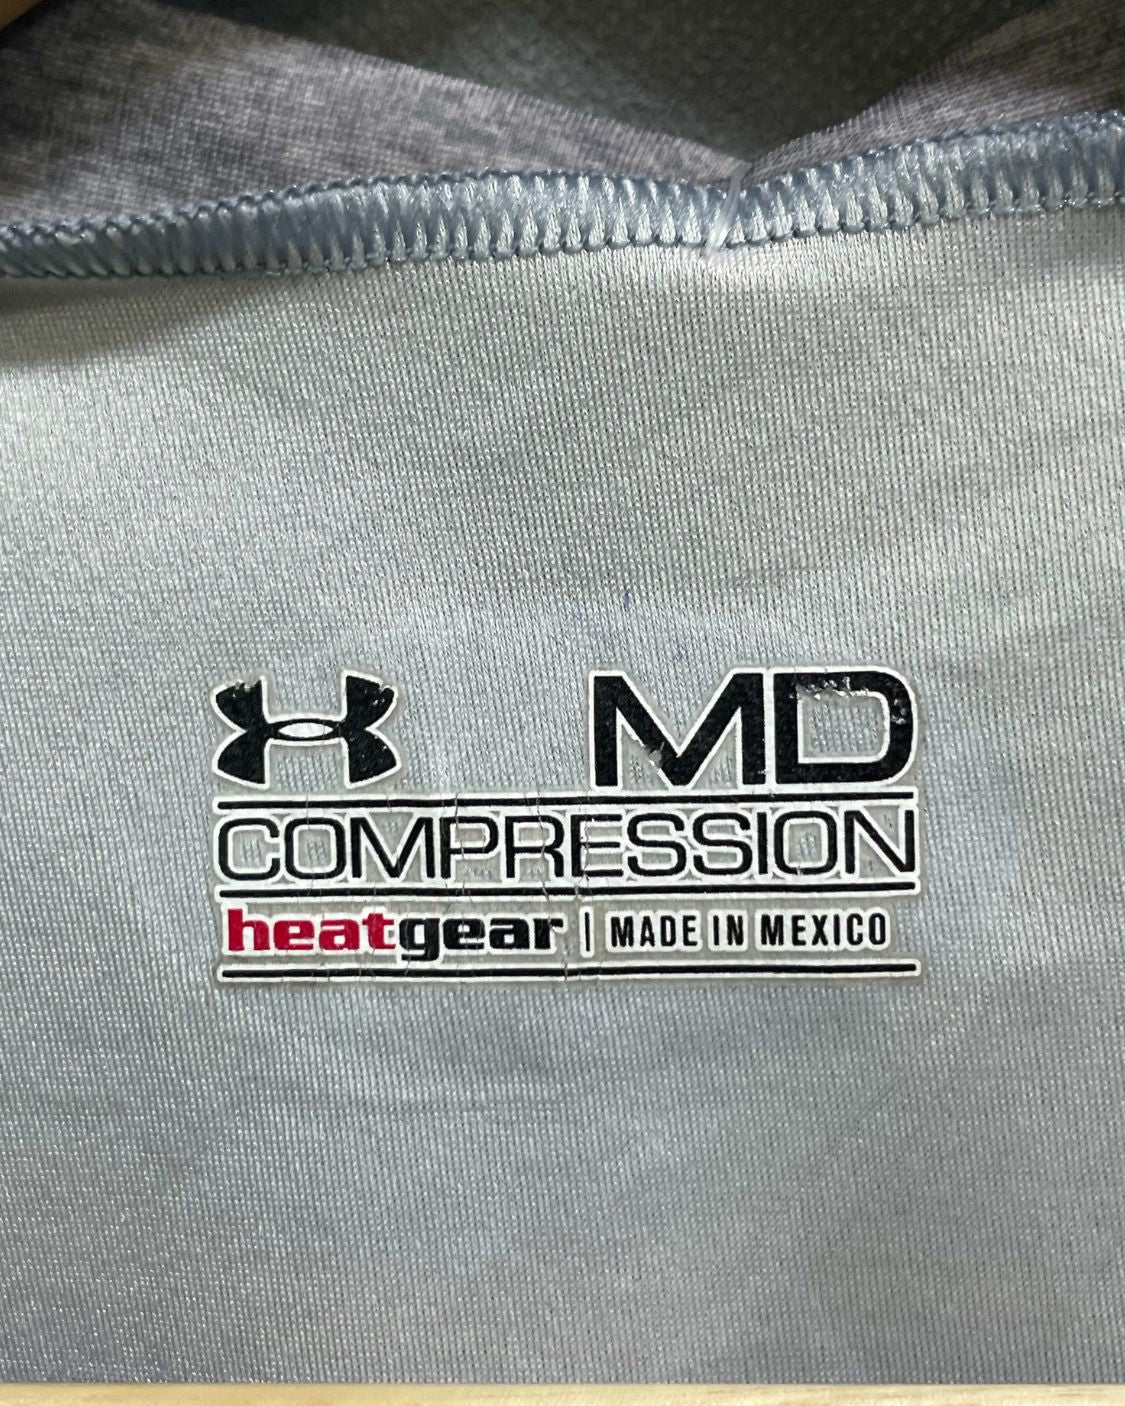 MD
COMPRESSION
heatgear | MADE IN MEXICO